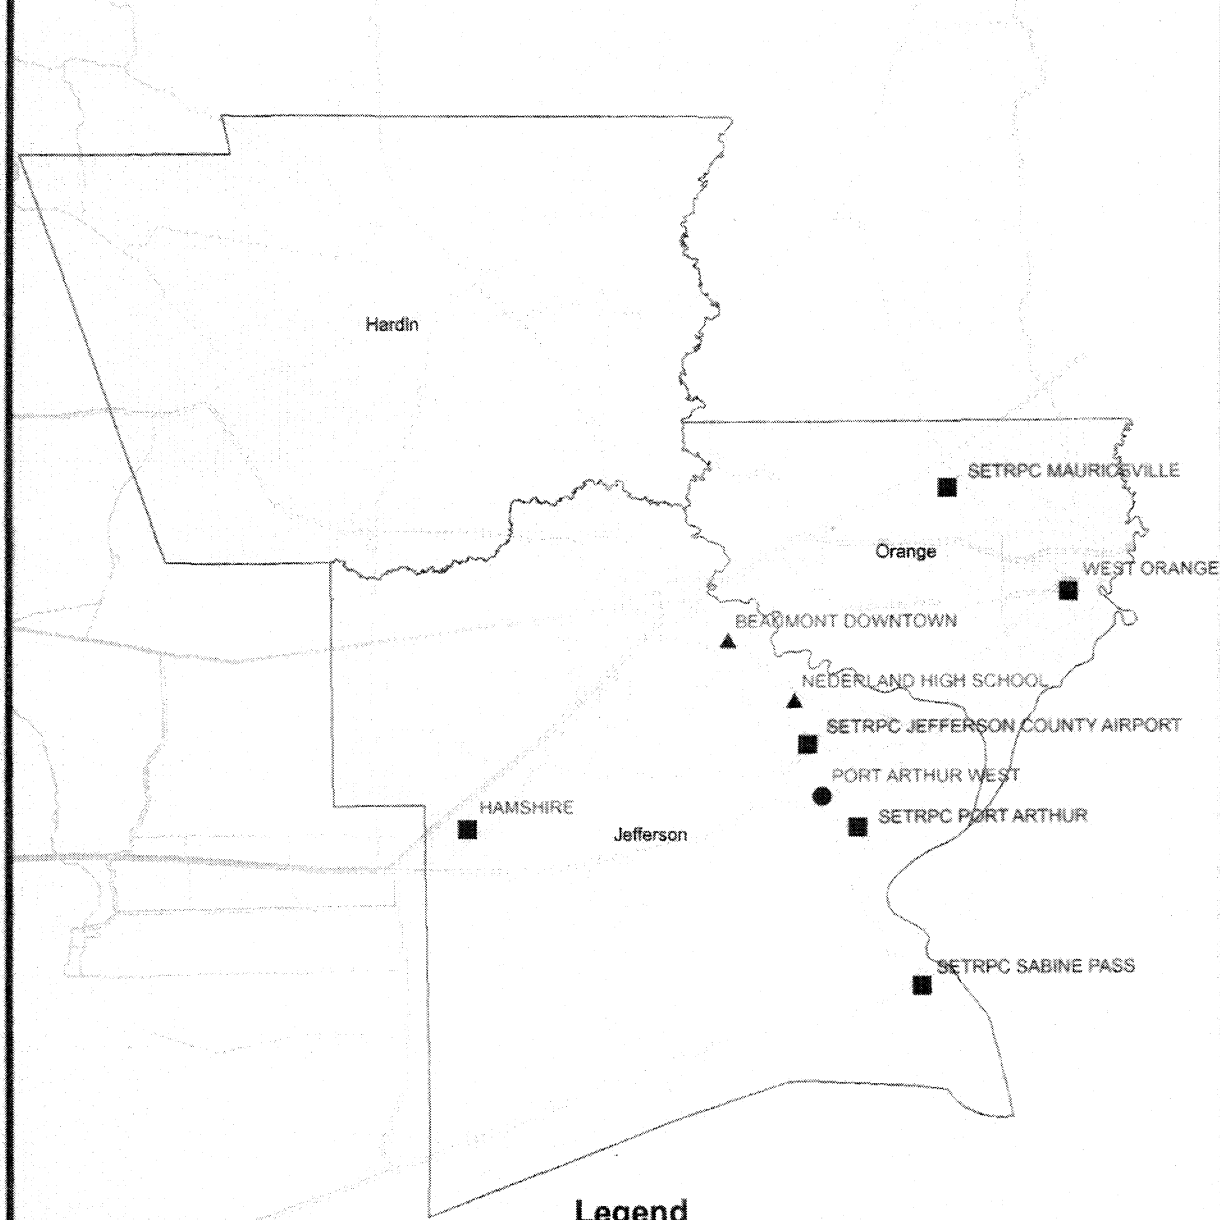 Hardin
SETRPC MAURICEVILLE
Orange
WEST ORANGE
BEAUMONT DOWNTOWN
NEDERLAND HIGH SCHOOL
SETRPC JEFFERSON COUNTY AIRPORT
PORT ARTHUR WEST
HAMSHIRE
SETRPC PORT ARTHUR
Jefferson
SETRPC SABINE PASS
Legend